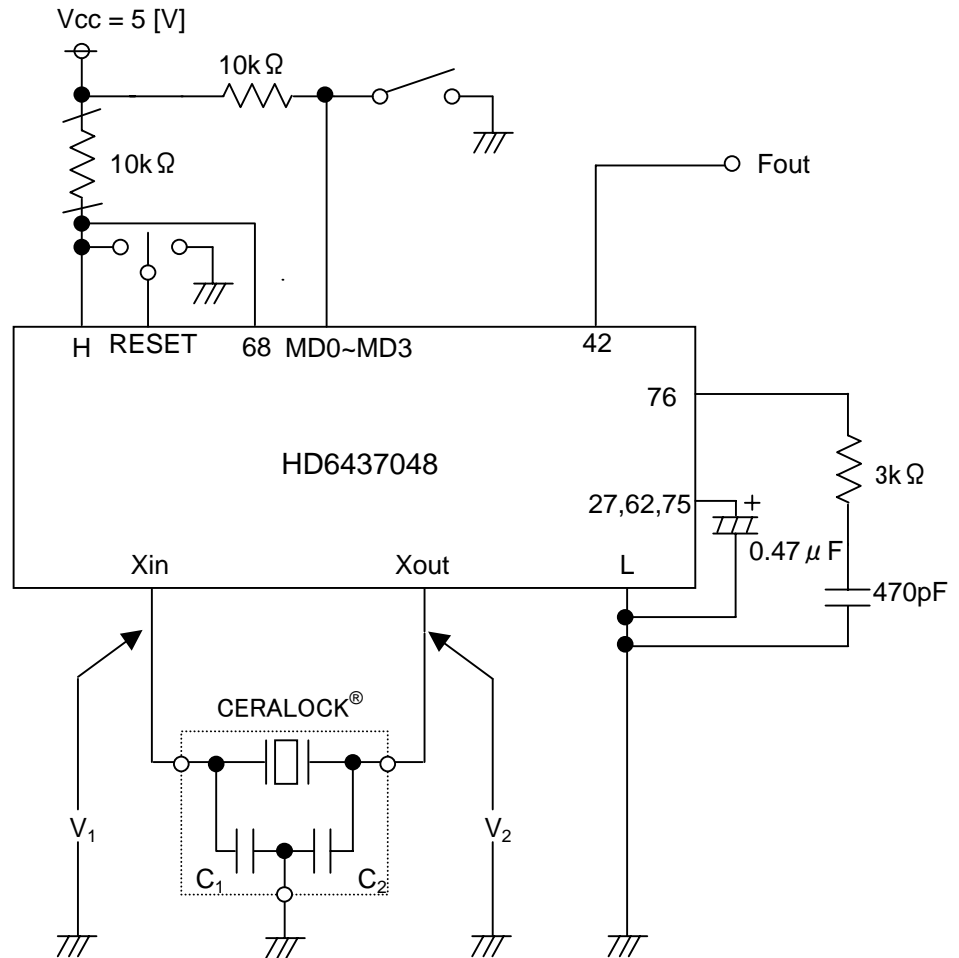 Vcc = 5 [V]
10kΩ
10kΩ
Fout
H RESET 68 MD0~MD3 42
76
HD6437048
3kΩ
27,62,75 +
0.47μF
Xin Xout L
470pF
CERALOCK®
V1 V2
C1 C2